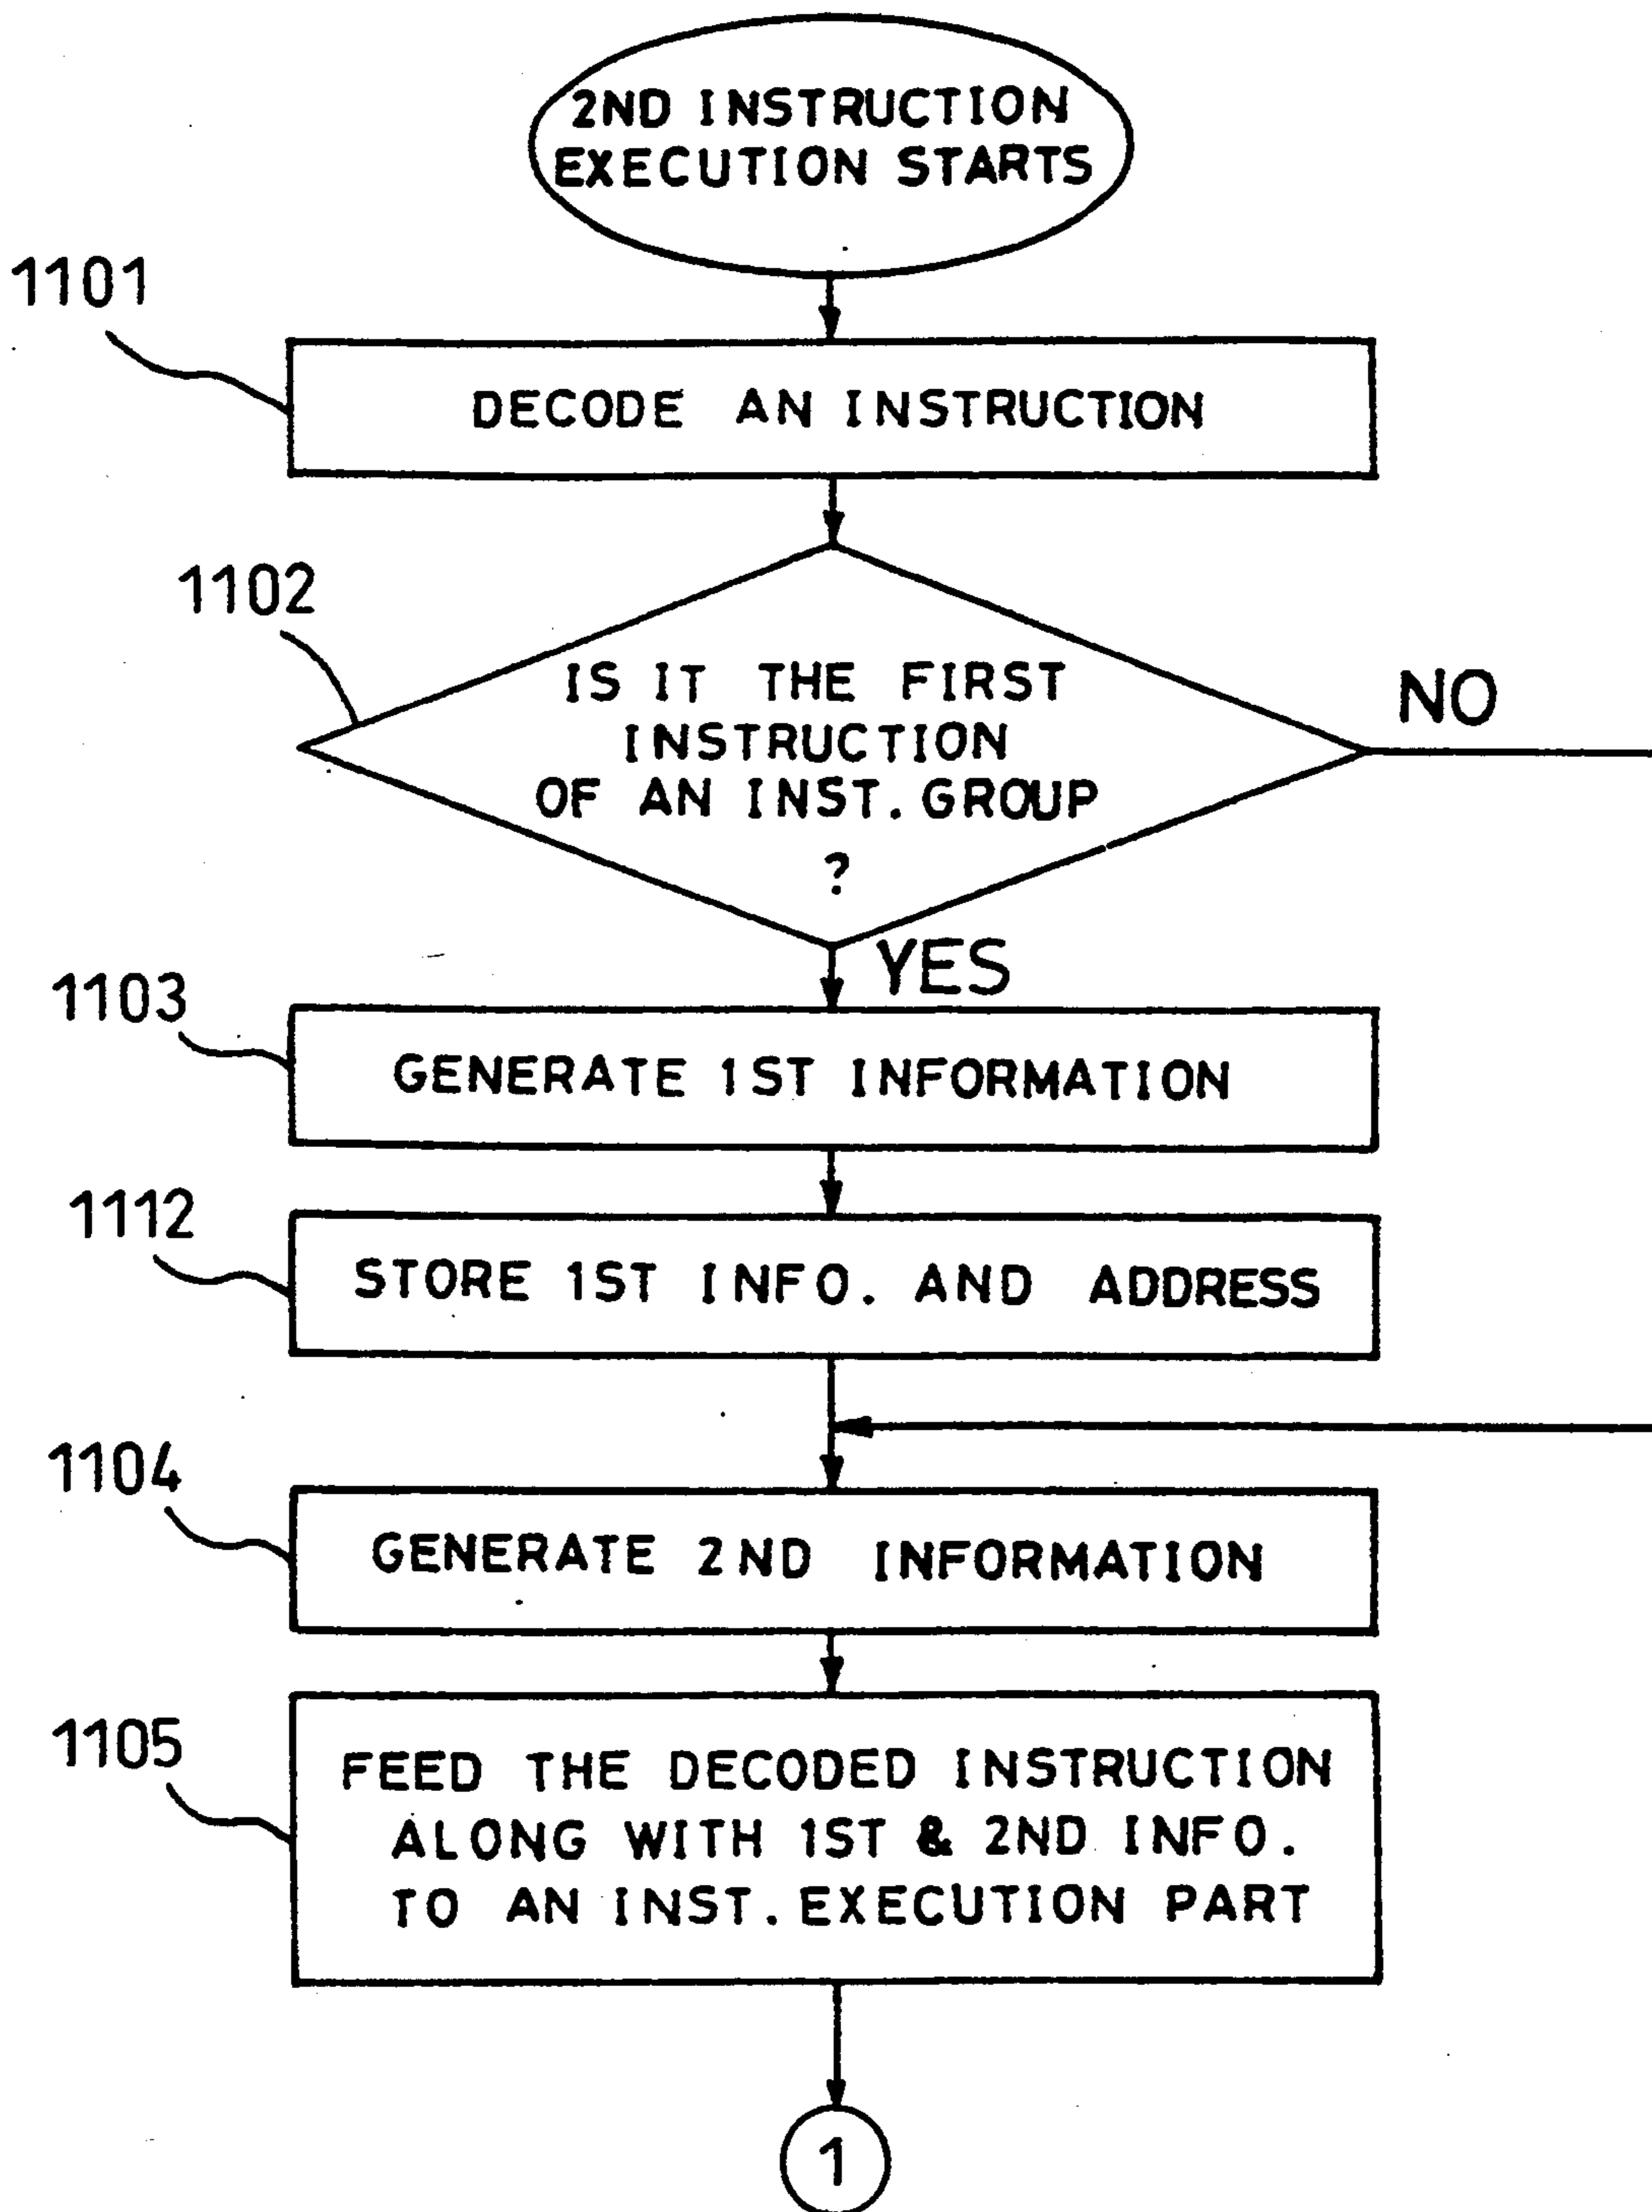 2ND INSTRUCTION
EXECUTION STARTS
1101
DECODE AN INSTRUCTION
1102
IS IT THE FIRST
INSTRUCTION
OF AN INST. GROUP
?
NO
YES
1103
GENERATE 1ST INFORMATION
1112
STORE 1ST INFO. AND ADDRESS
1104
GENERATE 2ND INFORMATION
1105
FEED THE DECODED INSTRUCTION
ALONG WITH 1ST & 2ND INFO.
TO AN INST. EXECUTION PART
1